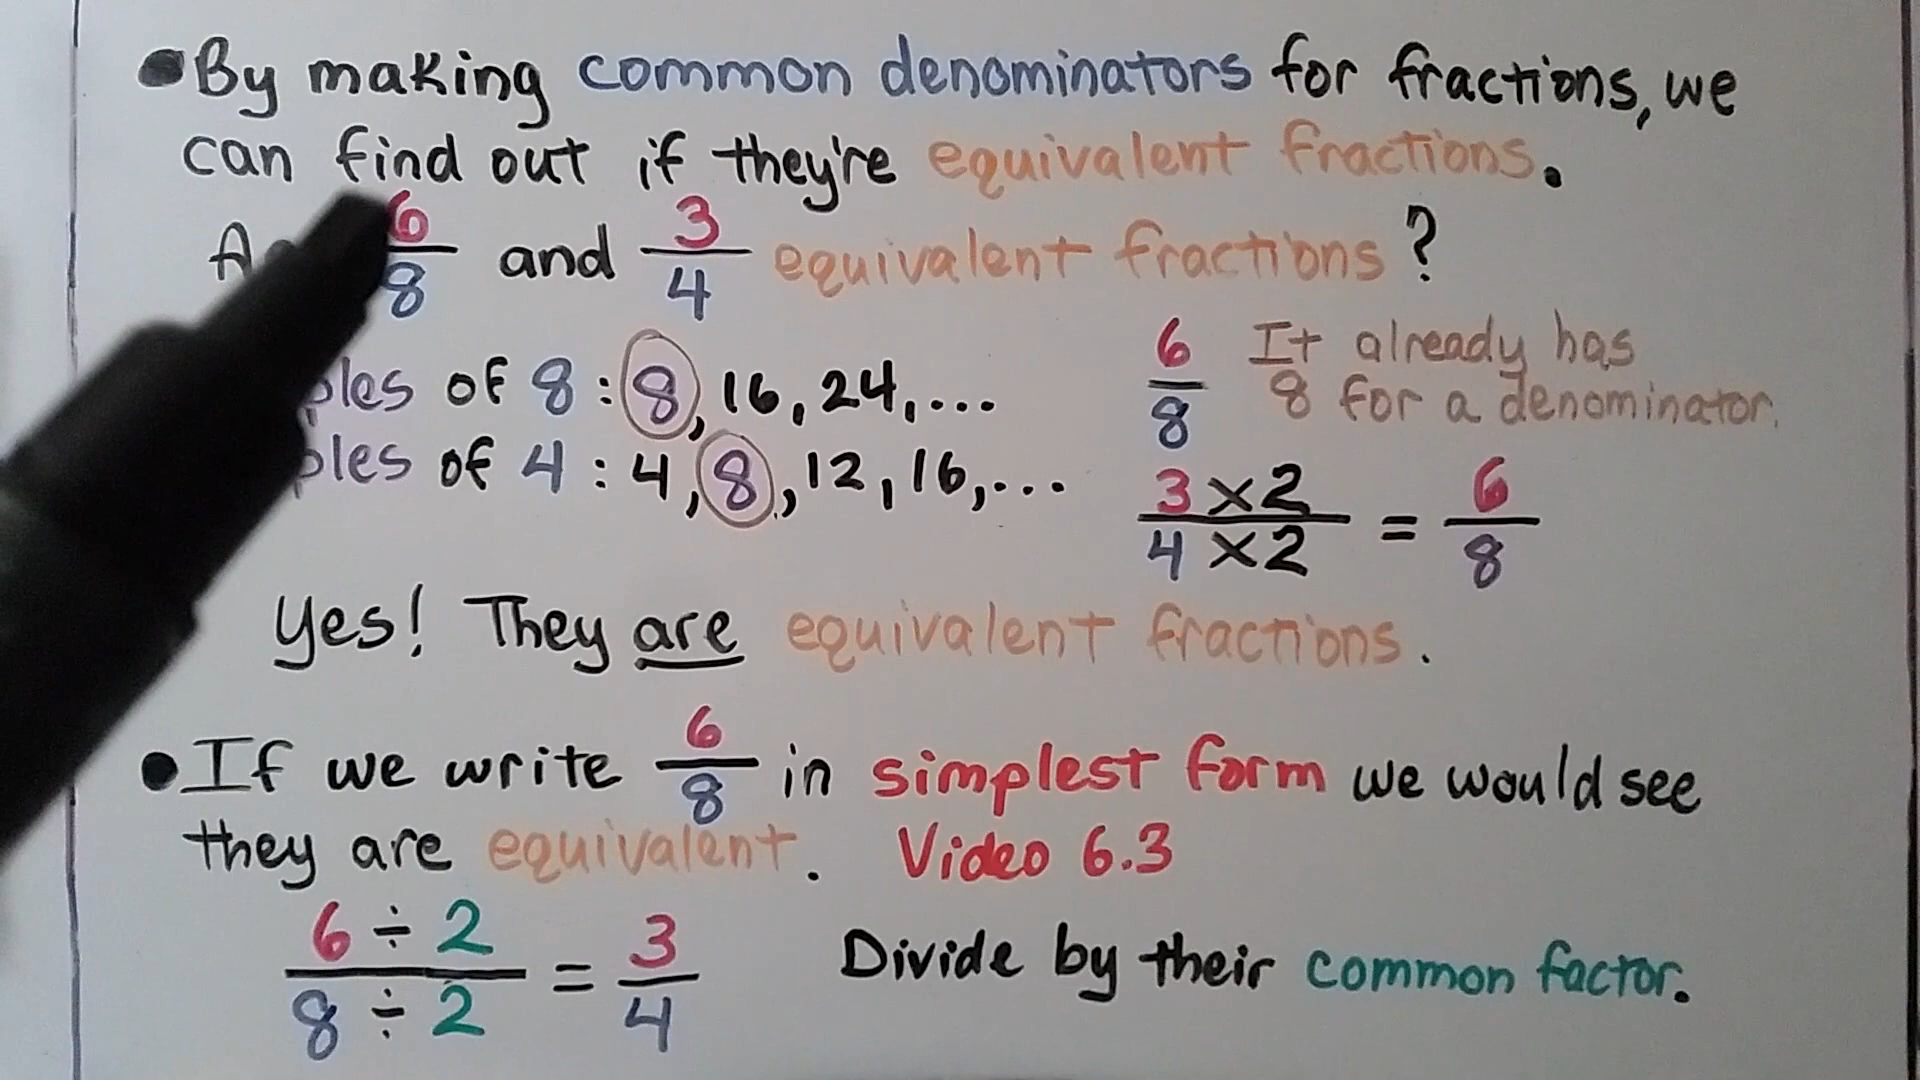 By making common denominators for fractions, we
can find out if they're equivalent fractions.
6/8 and 3/4 equivalent fractions?
of 8 : 8, 16, 24, ...
of 4 : 4, 8, 12, 16, ...
6/8 It already has
8 for a denominator.
3 × 2 / 4 × 2 = 6/8
Yes! They are equivalent fractions.
If we write 6/8 in simplest form we would see
they are equivalent. Video 6.3
6 ÷ 2 / 8 ÷ 2 = 3/4 Divide by their common factor.